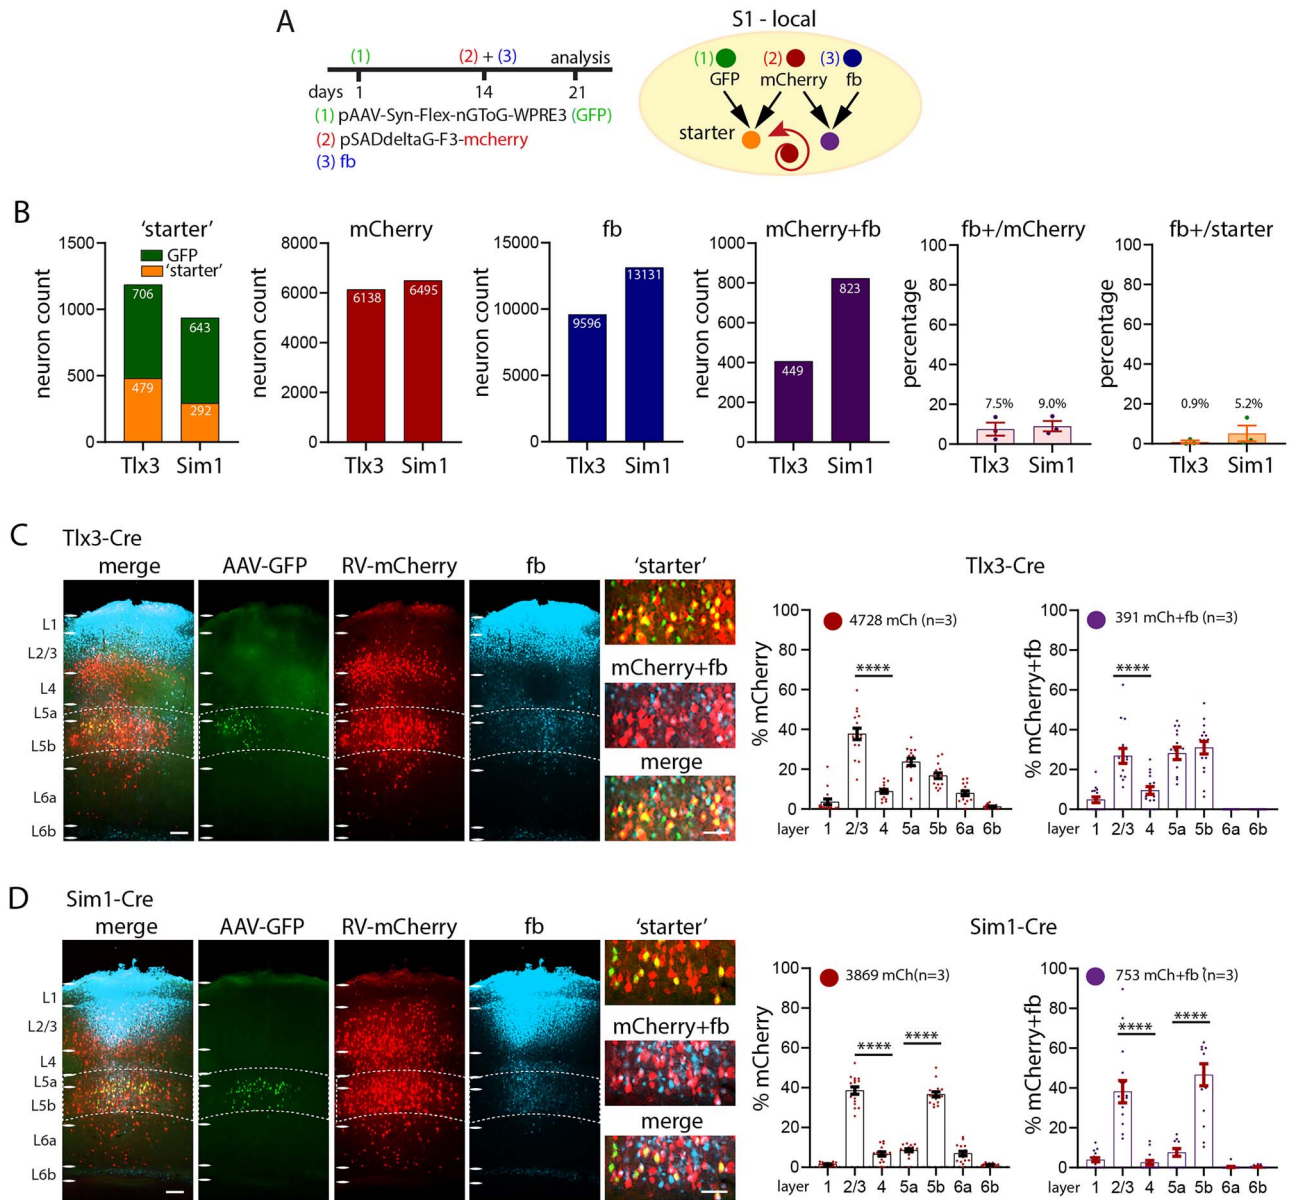 A
S1 - local
(1) (2) + (3) analysis
days 1 14 21
(1) pAAV-Syn-Flex-nGToG-WPRE3 (GFP)
(2) pSADdeltaG-F3-mcherry
(3) fb
(1) (2) (3)
GFP mCherry fb
starter
B
'starter'
neuron count
1500
1000
500
0
GFP
'starter'
706
479
643
292
Tlx3 Sim1
mCherry
neuron count
8000
6000
4000
2000
0
6138
6495
Tlx3 Sim1
fb
neuron count
15000
10000
5000
0
9596
13131
Tlx3 Sim1
mCherry+fb
neuron count
1000
800
600
400
200
0
449
823
Tlx3 Sim1
fb+/mCherry
percentage
100
80
60
40
20
0
7.5% 9.0%
Tlx3 Sim1
fb+/starter
percentage
100
80
60
40
20
0
0.9% 5.2%
Tlx3 Sim1
C
Tlx3-Cre
merge AAV-GFP RV-mCherry fb 'starter'
mCherry+fb
merge
L1
L2/3
L4
L5a
L5b
L6a
L6b
Tlx3-Cre
% mCherry
100
80
60
40
20
0
4728 mCh (n=3)
****
layer 1 2/3 4 5a 5b 6a 6b
% mCherry+fb
100
80
60
40
20
0
391 mCh+fb (n=3)
****
layer 1 2/3 4 5a 5b 6a 6b
D
Sim1-Cre
merge AAV-GFP RV-mCherry fb 'starter'
mCherry+fb
merge
L1
L2/3
L4
L5a
L5b
L6a
L6b
Sim1-Cre
% mCherry
100
80
60
40
20
0
3869 mCh(n=3)
**** ****
layer 1 2/3 4 5a 5b 6a 6b
% mCherry+fb
100
80
60
40
20
0
753 mCh+fb (n=3)
**** ****
layer 1 2/3 4 5a 5b 6a 6b